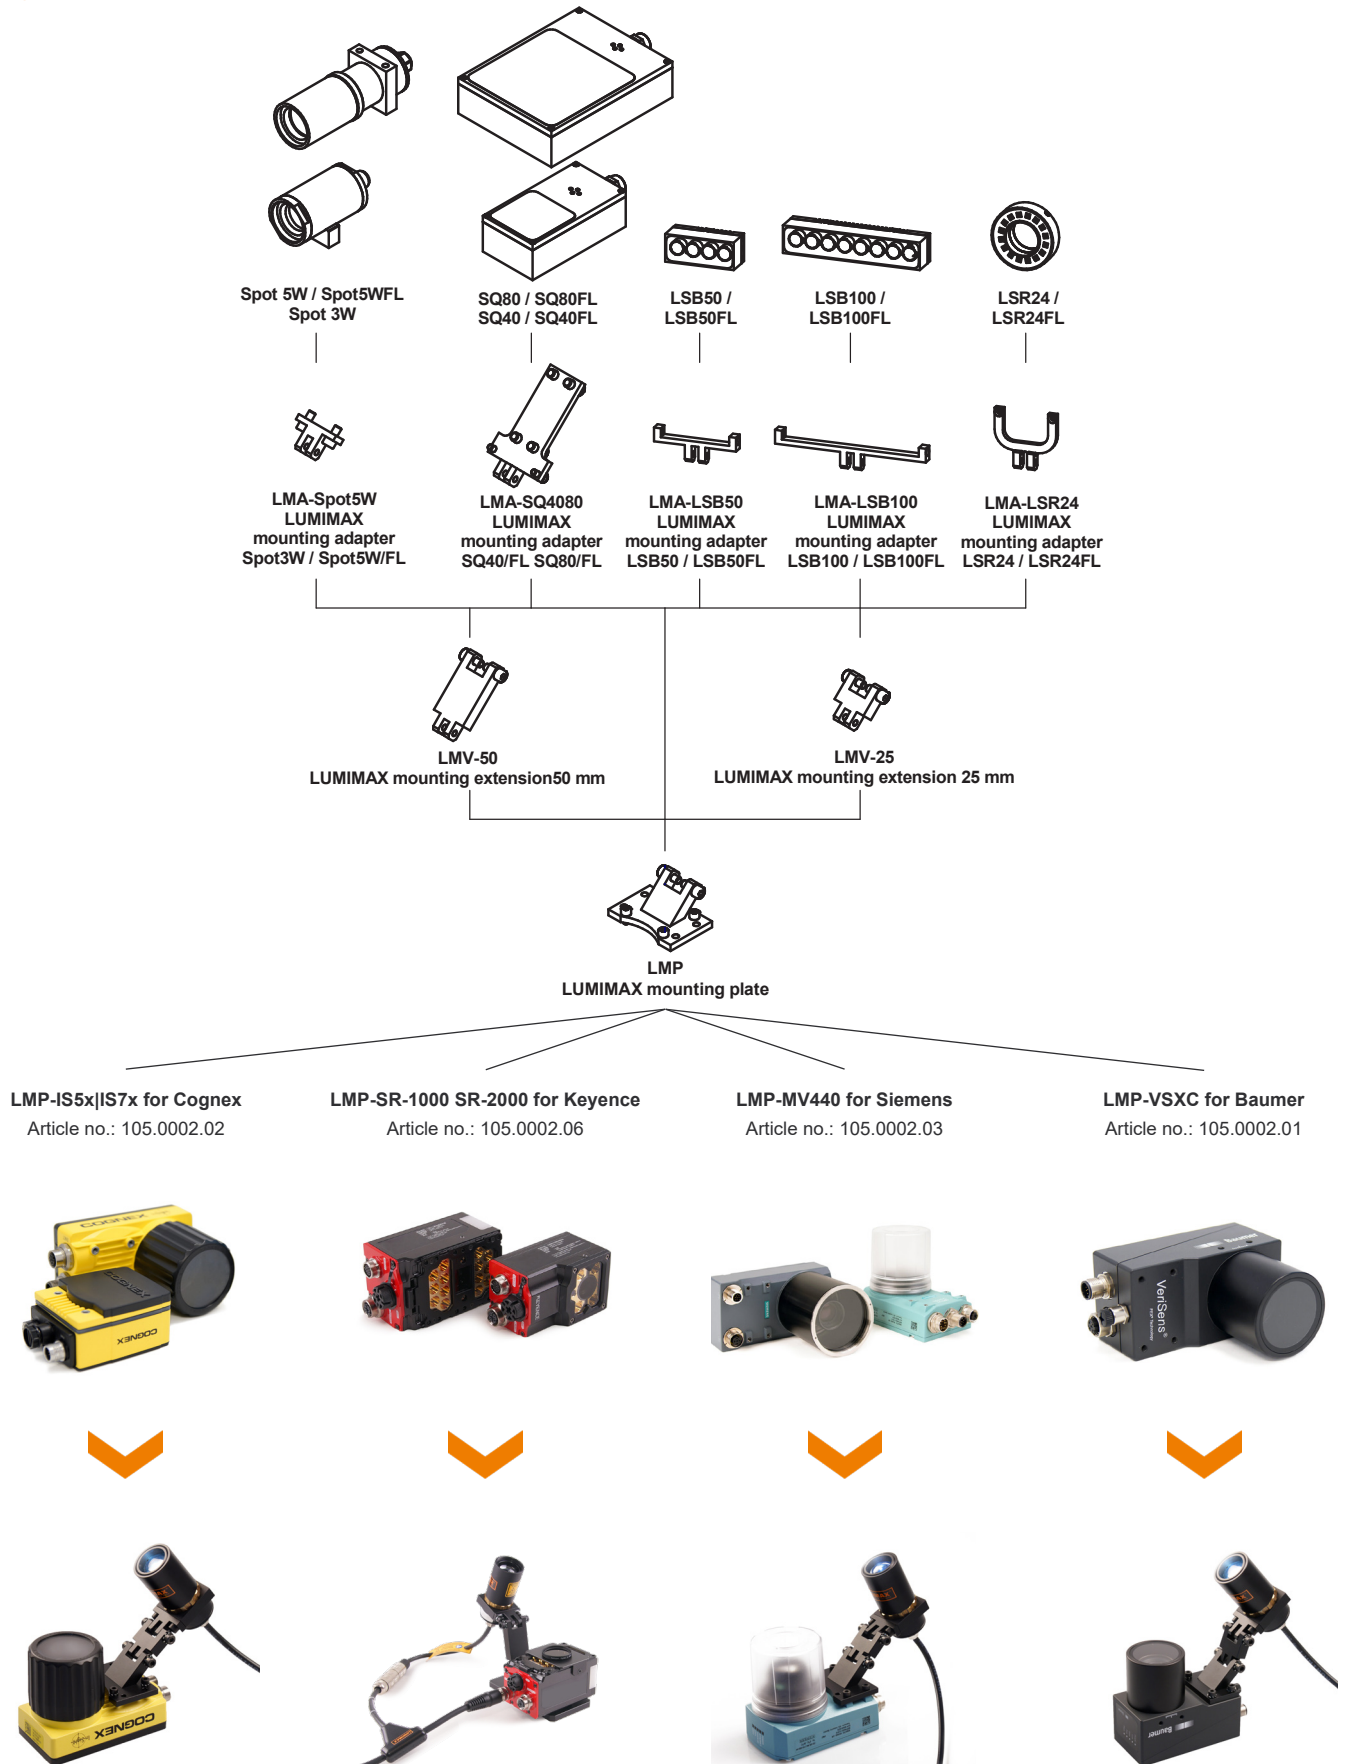 Spot 5W / Spot5WFL
Spot 3W
SQ80 / SQ80FL
SQ40 / SQ40FL
LSB50 /
LSB50FL
LSB100 /
LSB100FL
LSR24 /
LSR24FL
LMA-Spot5W
LUMIMAX
mounting adapter
Spot3W / Spot5W/FL
LMA-SQ4080
LUMIMAX
mounting adapter
SQ40/FL SQ80/FL
LMA-LSB50
LUMIMAX
mounting adapter
LSB50 / LSB50FL
LMA-LSB100
LUMIMAX
mounting adapter
LSB100 / LSB100FL
LMA-LSR24
LUMIMAX
mounting adapter
LSR24 / LSR24FL
LMV-50
LUMIMAX mounting extension50 mm
LMV-25
LUMIMAX mounting extension 25 mm
LMP
LUMIMAX mounting plate
LMP-IS5x|IS7x for Cognex
Article no.: 105.0002.02
LMP-SR-1000 SR-2000 for Keyence
Article no.: 105.0002.06
LMP-MV440 for Siemens
Article no.: 105.0002.03
LMP-VSXC for Baumer
Article no.: 105.0002.01
COGNEX
COGNEX
COGNEX
Baumer
VeriSens®
COGNEX
Baumer